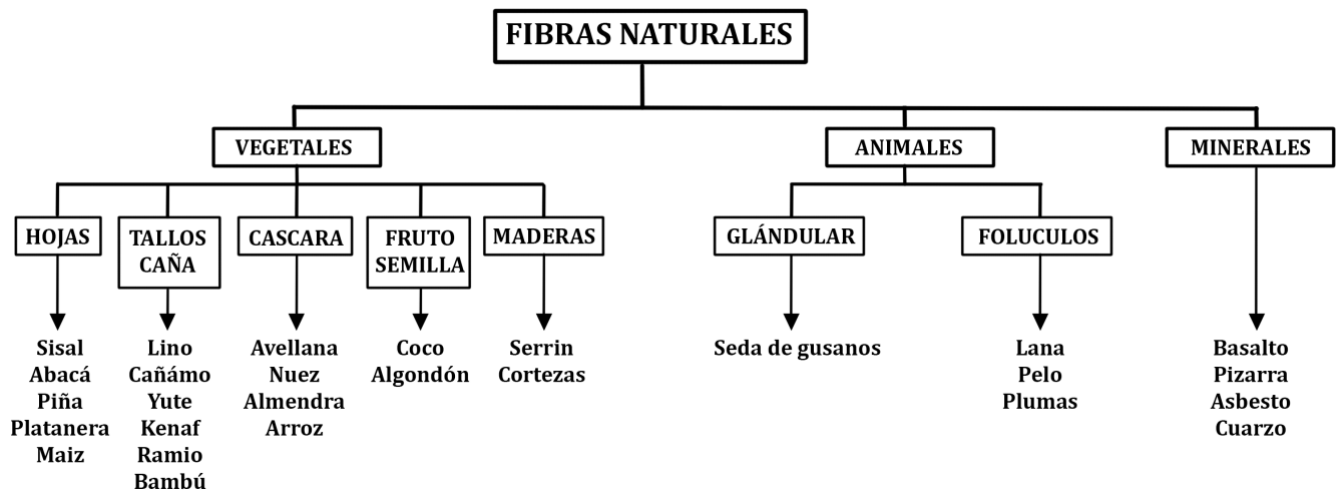 FIBRAS NATURALES
VEGETALES
ANIMALES
MINERALES
HOJAS
TALLOS
CAÑA
CASCARA
FRUTO
SEMILLA
MADERAS
GLÁNDULAR
FOLUCULOS
Sisal
Abacá
Piña
Platanera
Maiz
Lino
Cañámo
Yute
Kenaf
Ramio
Bambú
Avellana
Nuez
Almendra
Arroz
Coco
Algondón
Serrin
Cortezas
Seda de gusanos
Lana
Pelo
Plumas
Basalto
Pizarra
Asbesto
Cuarzo